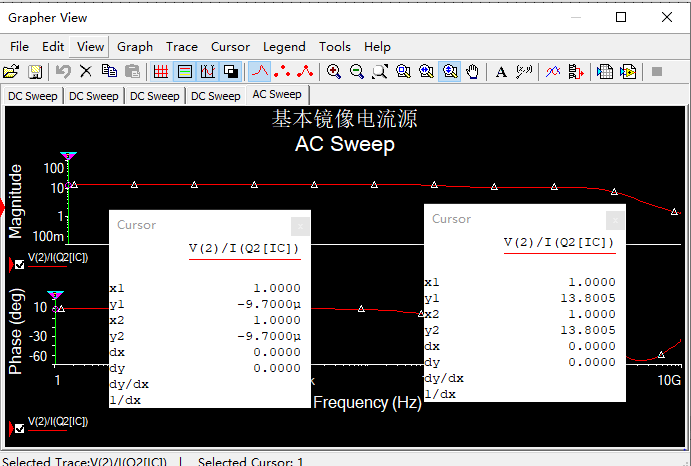 Grapher View
File Edit View Graph Trace Cursor Legend Tools Help
DC Sweep DC Sweep DC Sweep DC Sweep AC Sweep
基本镜像电流源
AC Sweep
Magnitude
100
10
1
100m
V(2)/I(Q2[IC])
Cursor
V(2)/I(Q2[IC])
x1 1.0000
y1 -9.7000µ
x2 1.0000
y2 -9.7000µ
dx 0.0000
dy 0.0000
dy/dx
1/dx
Cursor
V(2)/I(Q2[IC])
x1 1.0000
y1 13.8005
x2 1.0000
y2 13.8005
dx 0.0000
dy 0.0000
dy/dx
1/dx
Phase (deg)
10
-30
-60
1
10G
Frequency (Hz)
V(2)/I(Q2[IC])
Selected Trace:V(2)/I(Q2[IC]) | Selected Cursor: 1